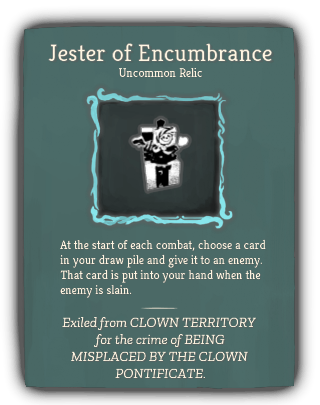 Jester of Encumbrance
Uncommon Relic
At the start of each combat, choose a card
in your draw pile and give it to an enemy.
That card is put into your hand when the
enemy is slain.
Exiled from CLOWN TERRITORY
for the crime of BEING
MISPLACED BY THE CLOWN
PONTIFICATE.